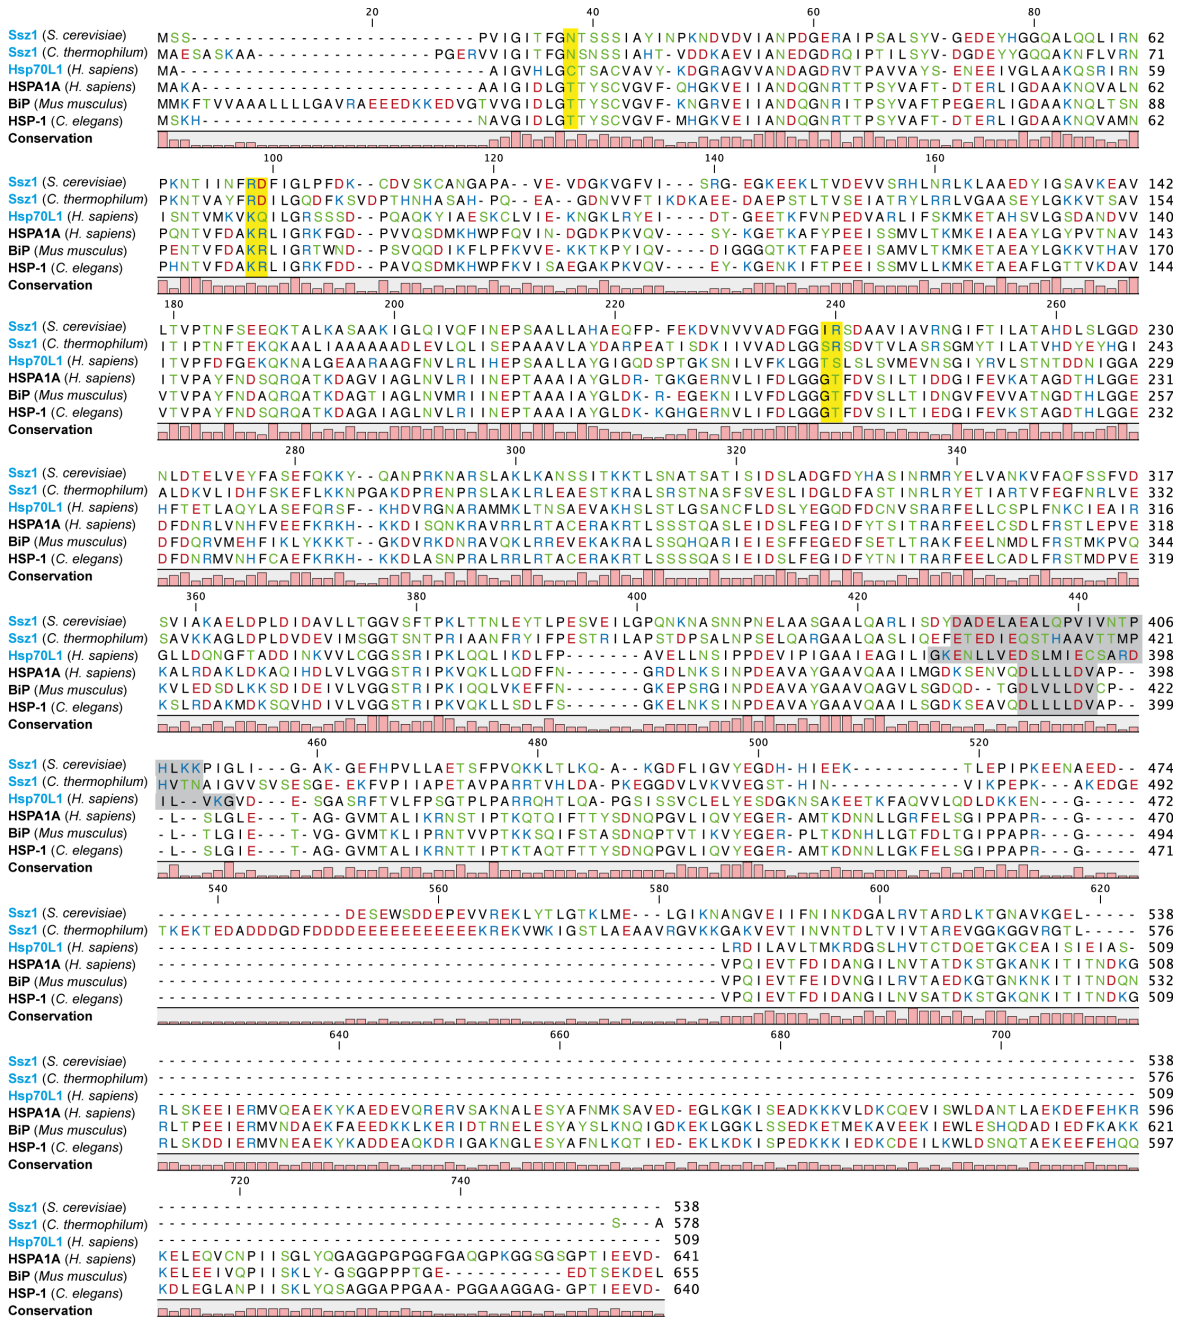 20 40 60 80
Ssz1 (S. cerevisiae) MSS---------------------------PVIGITFGNTSSSIAYINPKNDVDVIANPDGERAIPSALSYV-GEDEYHGGQALQQLIRN 62
Ssz1 (C. thermophilum) MAESASKAA----------------PGERVVIGITFGNSNSSIAHT-VDDKAEVIANEDGDRQIPTILSYV-DGDEYYGQQAKNFLVRN 71
Hsp70L1 (H. sapiens) MA----------------------------AIGVHLGCTSACVAVY-KDGRAGVVANDAGDRVTPAVVAYS-ENEEIVGLAAKQSRIRN 59
HSPA1A (H. sapiens) MAKA--------------------------AAIGIDLGTTYSCVGVF-QHGKVEIIANDQGNRTTPSYVAFT-DTERLIGDAAKNQVALN 62
BiP (Mus musculus) MMKFTVVAAALLLLGAVRAEEEDKKEDVGTVVGIDLGTTYSCVGVF-KNGRVEIIANDQGNRITPSYVAFTPEGERLIGDAAKNQLTSN 88
HSP-1 (C. elegans) MSKH--------------------------NAVGIDLGTTYSCVGVF-MHGKVEIIANDQGNRTTPSYVAFT-DTERLIGDAAKNQVAMN 62
Conservation
100 120 140 160
Ssz1 (S. cerevisiae) PKNTIINFRDFIGLPFDK--CDVSKCANGAPA--VE-VDGKVGFVI---SRG-EGKEEKLTVDEVVSRHLNRLKLAAEDYIGSAVKEAV 142
Ssz1 (C. thermophilum) PKNTVAYFRDILGQDFKSVDPTHNHASAH-PQ--EA-GDNVVFTIKDKAEE-DAEPSTLTVSEIATRYLRRLVGAASEYLGKKVTSAV 154
Hsp70L1 (H. sapiens) ISNTVMKVKQILGRSSSD--PQAQKYIAESKCLVIE-KNGKLRYEI---DT-GEETKFVNPEDVARLIFSKMKETAHSVLGSDANDVV 140
HSPA1A (H. sapiens) PQNTVFDAKRLIGRKFGD--PVVQSDMKHWPFQVIN-DGDKPKVQV---SY-KGETKAFYPEEISSMVLTKMKEIAEAYLGYPVTNAV 145
BiP (Mus musculus) PENTVFDAKRLIGRTWND--PSVQQDIKFLPFKVVE-KKTKPYIQV---DIGGGQTKTFAPEEISAMVLTKMKETAEAYLGKKVTHAV 170
HSP-1 (C. elegans) PHNTVFDAKRLIGRKFDD--PAVQSDMKHWPFKVISAEGAKPKVQV---EY-KGENKIFTPEEISSMVLLKMKETAEAFLGTTVKDAV 144
Conservation
180 200 220 240 260
Ssz1 (S. cerevisiae) LTVPTNFSEEQKTALKASAAKIGLQIVQFINEPSAALLAHAEQFPF-FEKDVNVVVADFGGIRSDAAVIAVRNGIFTILATAHDLSLGGD 230
Ssz1 (C. thermophilum) ITIPTNFTEKQKAALIAAAAAADLEVLQLISEPAAAVLAYDARPEATISDKIIVVADLGGSRSDVTVLASRSGMYTILATVHDYEYHGI 243
Hsp70L1 (H. sapiens) ITVPFDFGEKQKNALGEAARAAGFNVLRLIHEPSAALLAYGIGQDSPTGKSNILVFKLGGTSLSLSVMEVNSGIYRVLSTNTDDNIGGA 229
HSPA1A (H. sapiens) ITVPAYFNDSQRQATKDAGVIAGLNVLRIINEPTAAAIAYGLDR-TGKGERNVLIFDLGGGTFDVSILTIDDGIFEVKATAGDTHLGGE 231
BiP (Mus musculus) VTVPAYFNDAQRQATKDAGTIAGLNVMRIINEPTAAAIAYGLDK-R-EGEKNILVFDLGGGTFDVSLLTIDNGVFEVVATNGDTHLGGE 257
HSP-1 (C. elegans) VTVPAYFNDSQRQATKDAGAIAGLNVLRIINEPTAAAIAYGLDK-KGHGERNVLIFDLGGGTFDVSILTIEDGIFEVKSTAGDTHLGGE 232
Conservation
280 300 320 340
Ssz1 (S. cerevisiae) NLDTELVEYFASEFQKKY--QANPRKNARSLAKLKANSSITKKTLSNATSATISIDSLADGFDYHASINRMRYELVANKVFAQFSSFVD 317
Ssz1 (C. thermophilum) ALDKVLIDHFSKEFLKKNPGAKDPRENPRSLAKLRLEAESTKRALSRSTNASFSVESLIDGLDFASTINRLRYETIARTVFEGFNRLVE 332
Hsp70L1 (H. sapiens) HFTETLAQYLASEFQRSF--KHDVRGNARAMMKLTNSAEVAKHSLSTLGSANCFLDSLYEGQDFDCNVSRARFELLCSPLFNKCIEAIR 316
HSPA1A (H. sapiens) DFDNRLVNHFVEEFKRKH--KKDISQNKRAVRRLRTACERAKRTLSSSTQASLEIDSLFEGIDFYTSITRARFEELCSDLFRSTLEPVE 318
BiP (Mus musculus) DFDQRVMEHFIKLYKKKT--GKDVRKDNRAVQKLRREVEKAKRALSSQHQARIEIESFFEGEDFSETLTRAKFEELNMDLFRSTMKPVQ 344
HSP-1 (C. elegans) DFDNRMVNHFCAEFKRKH--KKDLASNPRALRRLRTACERAKRTLSSSSQASIEIDSLFEGIDFYTNITRARFEELCADLFRSTMDPVE 319
Conservation
360 380 400 420 440
Ssz1 (S. cerevisiae) SVIAKAELDPLDIDAVLLTGGVSFTPKLTTNLEYTLPESVEILGPQNKNASNNPNELAASGAALQARLISDYDADELAEALQPVIVNTP 406
Ssz1 (C. thermophilum) SAVKKAGLDPLDVDEVIMSGGTSNTPRIAANFRYIFPESTRILAPSTDPSALNPSELQARGAALQASLIQEFETEDIEQSTHAAVTTMP 421
Hsp70L1 (H. sapiens) GLLDQNGFTADDINKVVLCGGSSRIPKLQQLIKDLFP-----AVELLNSIPPDEVIPIGAAIEAGILIGKENLLVEDSLMIECSARD 398
HSPA1A (H. sapiens) KALRDAKLDKAQIHDLVLVGGSTRIPKVQKLLQDFFN-----GRDLNKSINPDEAVAYGAAVQAAILMGDKSENVQDLLLLDVAP-- 398
BiP (Mus musculus) KVLEDSDLKKSDIDEIVLVGGSTRIPKIQQLVKEFFN-----GKEPSRGINPDEAVAYGAAVQAGVLSGDQD--TGDLVLLDVCP-- 422
HSP-1 (C. elegans) KSLRDAKMDKSQVHDIVLVGGSTRIPKVQKLLSDLFS-----GKELNKSINPDEAVAYGAAVQAAILSGDKSEAVQDLLLLDVAP-- 399
Conservation
460 480 500 520
Ssz1 (S. cerevisiae) HLKKPIGLI---G-AK-GEFHPVLLAETSFPVQKKLTLKQ-A--KGDFLIGVYEGDH-HIEEK----------TLEPIPKEENAEED-- 474
Ssz1 (C. thermophilum) HVTNAIGVVSVSESGE-EKFVPIIAPETAVPARRTVHLDA-PKEGGDVLVKVVEGST-HIN------------VIKPEPK---AKEDGE 492
Hsp70L1 (H. sapiens) IL--VKGVD---E-SGASRFTVLFPSGTPLPARRQHTLQA-PGSISSVCLELYESDGKNSAKEETKFAQVVLQDLDKKEN---G----- 472
HSPA1A (H. sapiens) -L--SLGLE---T-AG-GVMTALIKRNSTIPTKQTQIFTTYSDNQPGVLIQVYEGER-AMTKDNNLLGRFELSGIPPAPR---G----- 470
BiP (Mus musculus) -L--TLGIE---T-VG-GVMTKLIPRNTVVPTKKSQIFSTASDNQPTVTIKVYEGER-PLTKDNHLLGTFDLTGIPPAPR---G----- 494
HSP-1 (C. elegans) -L--SLGIE---T-AG-GVMTALIKRNTTIPTKTAQTFTTYSDNQPGVLIQVYEGER-AMTKDNNLLGKFELSGIPPAPR---G----- 471
Conservation
540 560 580 600 620
Ssz1 (S. cerevisiae) -----------------DESEWSDDEPEVVREKLYTLGTKLME---LGIKNANGVEIIFNINKDGALRVTARDLKTGNAVKGEL----- 538
Ssz1 (C. thermophilum) TKEKTEDADDDGDFDDDDEEEEEEEEEEEEKREKVWKIGSTLAEAAVRGVKKGAKVEVTINVNTDLTVIVTAREVGGKGGVRGTL---- 576
Hsp70L1 (H. sapiens) ---------------------------------------------------LRDILAVLTMKRDGSLHVTCTDQETGKCEAISIEIAS- 509
HSPA1A (H. sapiens) ---------------------------------------------------VPQIEVTFDIDANGILNVTATDKSTGKANKITITNDKG 508
BiP (Mus musculus) ---------------------------------------------------VPQIEVTFEIDVNGILRVTAEDKGTGNKNKITITNDQN 532
HSP-1 (C. elegans) ---------------------------------------------------VPQIEVTFDIDANGILNVSATDKSTGKQNKITITNDKG 509
Conservation
640 660 680 700
Ssz1 (S. cerevisiae) ----------------------------------------------------------------------------------------- 538
Ssz1 (C. thermophilum) ----------------------------------------------------------------------------------------- 576
Hsp70L1 (H. sapiens) ----------------------------------------------------------------------------------------- 509
HSPA1A (H. sapiens) RLSKEEIERMVQEAEKYKAEDEVQRERVSAKNALESYAFNMKSAVED-EGLKGKISEADKKKVLDKCQEVISWLDANTLAEKDEFEHKR 596
BiP (Mus musculus) RLTPEEIERMVNDAEKFAEEDKKLKERIDTRNELESYAYSLKNQIGDKEKLGGKLSSEDKETMEKAVEEKIEWLESHQDADIEDFKAKK 621
HSP-1 (C. elegans) RLSKDDIERMVNEAEKYKADDEAQKDRIGAKNGLESYAFNLKQTIED-EKLKDKISPEDKKKIEDKCDEILKWLDSNQTAEKEEFEHQQ 597
Conservation
720 740
Ssz1 (S. cerevisiae) ---------------------------------------------- 538
Ssz1 (C. thermophilum) -----------------------------------------S---A 578
Hsp70L1 (H. sapiens) ---------------------------------------------- 509
HSPA1A (H. sapiens) KELEQVCNPIISGLYQGAGGPGPGGFGAQGPKGGSGSGPTIEEVD- 641
BiP (Mus musculus) KELEEIVQPIISKLY-GSGGPPPTGE-----------EDTSEKDEL 655
HSP-1 (C. elegans) KDLEGLANPIISKLYQSAGGAPPGAA-PGGAAGGAG-GPTIEEVD- 640
Conservation